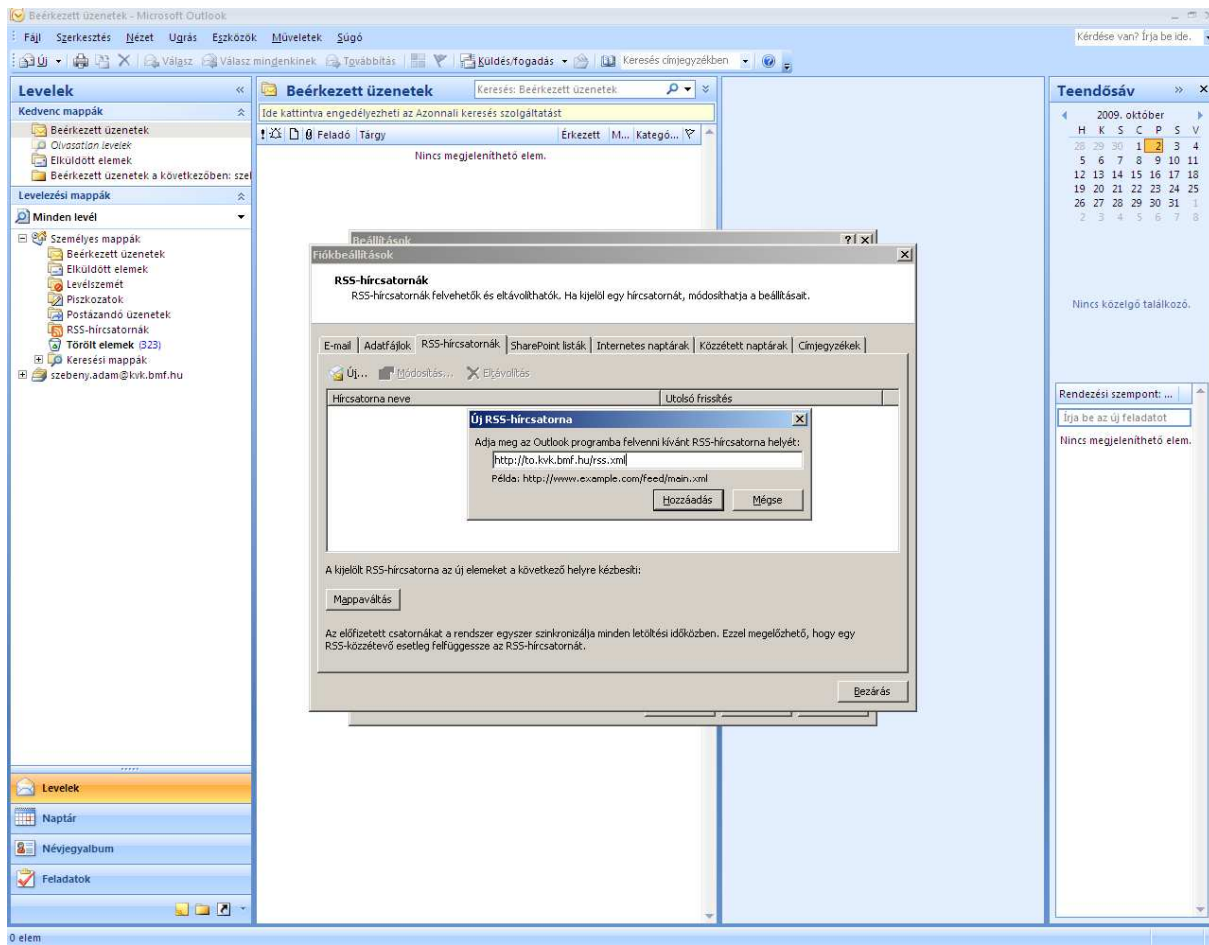 Beérkezett üzenetek - Microsoft Outlook
Fájl Szerkesztés Nézet Ugrás Eszközök Műveletek Súgó
Kérdése van? Írja be ide.
Új Válasz Válasz mindenkinek Továbbítás Küldés/fogadás Keresés címjegyzékben
Levelek
Kedvenc mappák
Beérkezett üzenetek
Olvasatlan levelek
Elküldött elemek
Beérkezett üzenetek a következőben: szel
Levelezési mappák
Minden levél
Személyes mappák
Beérkezett üzenetek
Elküldött elemek
Levélszemét
Piszkozatok
Postázandó üzenetek
RSS-hírcsatornák
Törölt elemek (323)
Keresési mappák
szebeny.adam@kvk.bmf.hu
Levelek
Naptár
Névjegyalbum
Feladatok
0 elem
Beérkezett üzenetek
Keresés: Beérkezett üzenetek
Ide kattintva engedélyezheti az Azonnali keresés szolgáltatást
Feladó Tárgy Érkezett M... Kategó...
Nincs megjeleníthető elem.
Beállítások
Fiókbeállítások
RSS-hírcsatornák
RSS-hírcsatornák felvehetők és eltávolíthatók. Ha kijelöl egy hírcsatornát, módosíthatja a beállításait.
E-mail Adatfájlok RSS-hírcsatornák SharePoint listák Internetes naptárak Közzétett naptárak Címjegyzékek
Új... Módosítás... Eltávolítás
Hírcsatorna neve Utolsó frissítés
Új RSS-hírcsatorna
Adja meg az Outlook programba felvenni kívánt RSS-hírcsatorna helyét:
http://to.kvk.bmf.hu/rss.xml
Példa: http://www.example.com/feed/main.xml
Hozzáadás Mégse
A kijelölt RSS-hírcsatorna az új elemeket a következő helyre kézbesíti:
Mappaváltás
Az előfizetett csatornákat a rendszer egyszer szinkronizálja minden letöltési időközben. Ezzel megelőzhető, hogy egy
RSS-közzétevő esetleg felfüggessze az RSS-hírcsatornát.
Bezárás
Teendősáv
2009. október
H K S C P S V
28 29 30 1 2 3 4
5 6 7 8 9 10 11
12 13 14 15 16 17 18
19 20 21 22 23 24 25
26 27 28 29 30 31 1
2 3 4 5 6 7 8
Nincs közelgő találkozó.
Rendezési szempont: ...
Írja be az új feladatot
Nincs megjeleníthető elem.